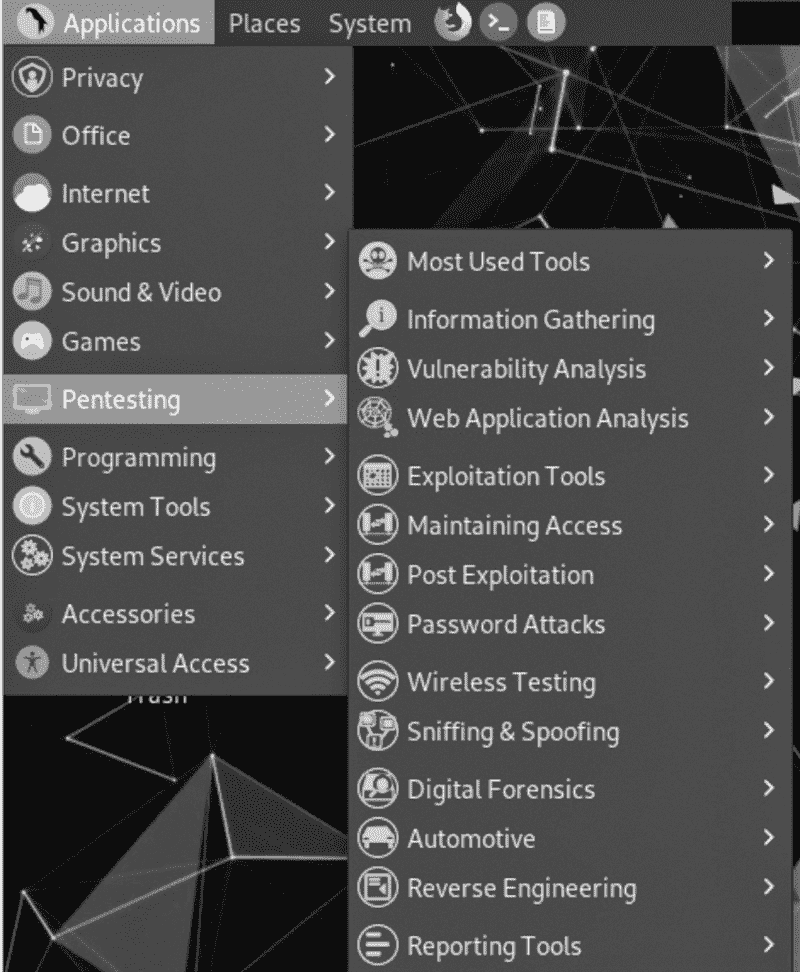 Applications Places System
Privacy
Office
Internet
Graphics
Sound & Video
Games
Pentesting
Programming
System Tools
System Services
Accessories
Universal Access
Trash
Most Used Tools
Information Gathering
Vulnerability Analysis
Web Application Analysis
Exploitation Tools
Maintaining Access
Post Exploitation
Password Attacks
Wireless Testing
Sniffing & Spoofing
Digital Forensics
Automotive
Reverse Engineering
Reporting Tools